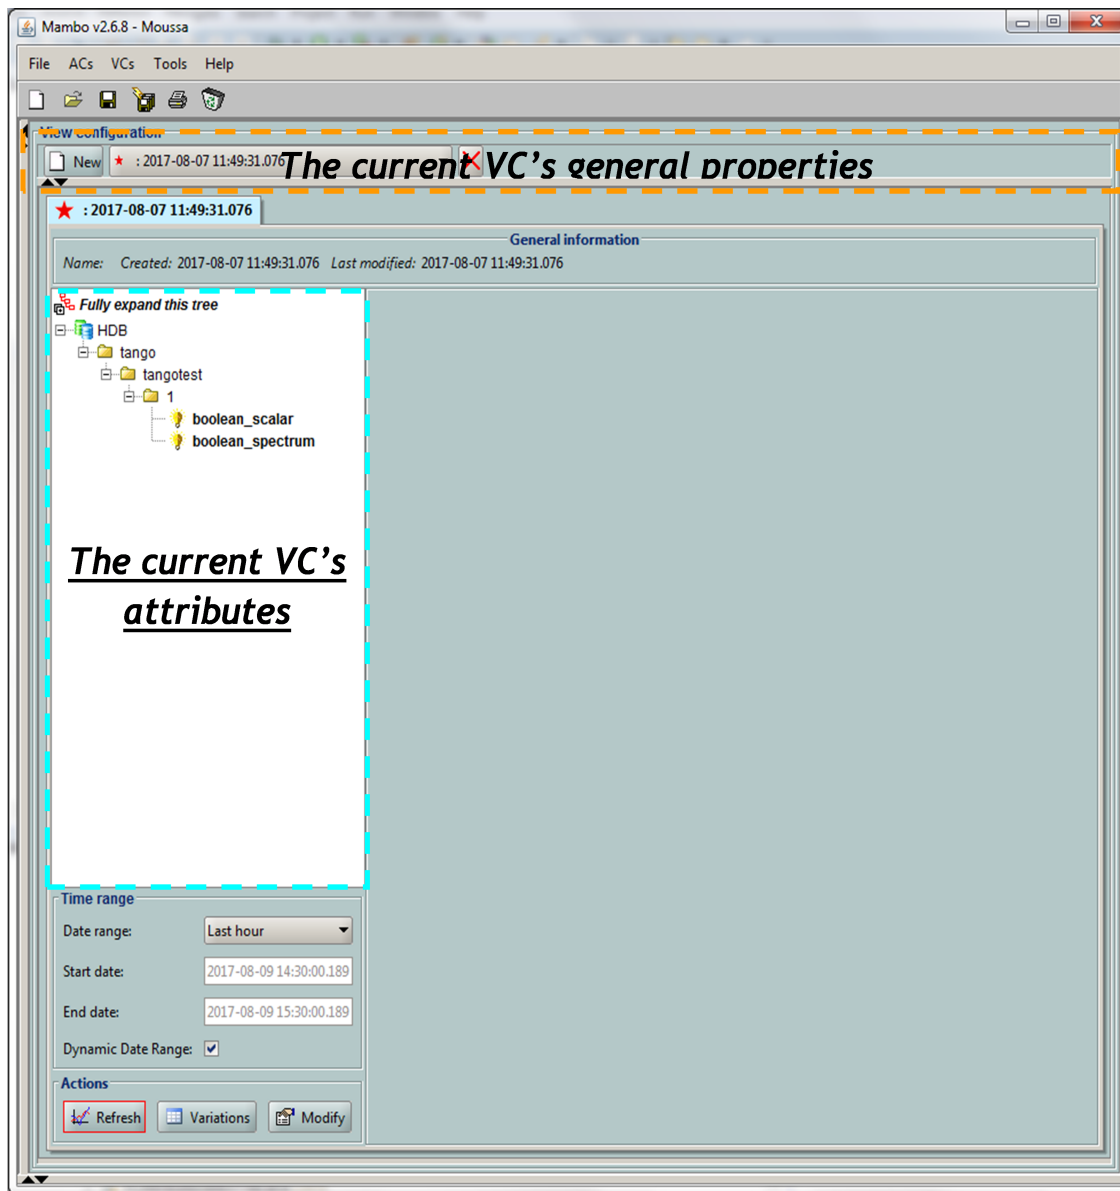 Mambo v2.6.8 - Moussa
File ACs VCs Tools Help
View configuration
New : 2017-08-07 11:49:31.076
The current VC's general properties
: 2017-08-07 11:49:31.076
General information
Name: Created: 2017-08-07 11:49:31.076 Last modified: 2017-08-07 11:49:31.076
Fully expand this tree
HDB
tango
tangotest
1
boolean_scalar
boolean_spectrum
The current VC's
attributes
Time range
Date range: Last hour
Start date: 2017-08-09 14:30:00.189
End date: 2017-08-09 15:30:00.189
Dynamic Date Range:
Actions
Refresh Variations Modify